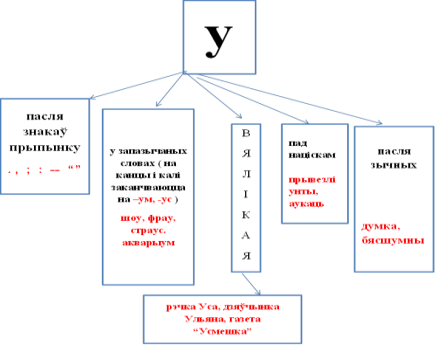 у
пасля
знакаў
прыпынку
. , ; : -- “”
у запазычаных
словах ( на
канцы і калі
заканчваюцца
на –ум, -ус )
шоу, фрау,
страус,
акварыум
В
Я
Л
І
К
А
Я
пад
націскам
прывезлі
унты,
аукаць
пасля
зычных
думка,
бясшумны
рэчка Уса, дзяўчынка
Ульяна, газета
“Усмешка”